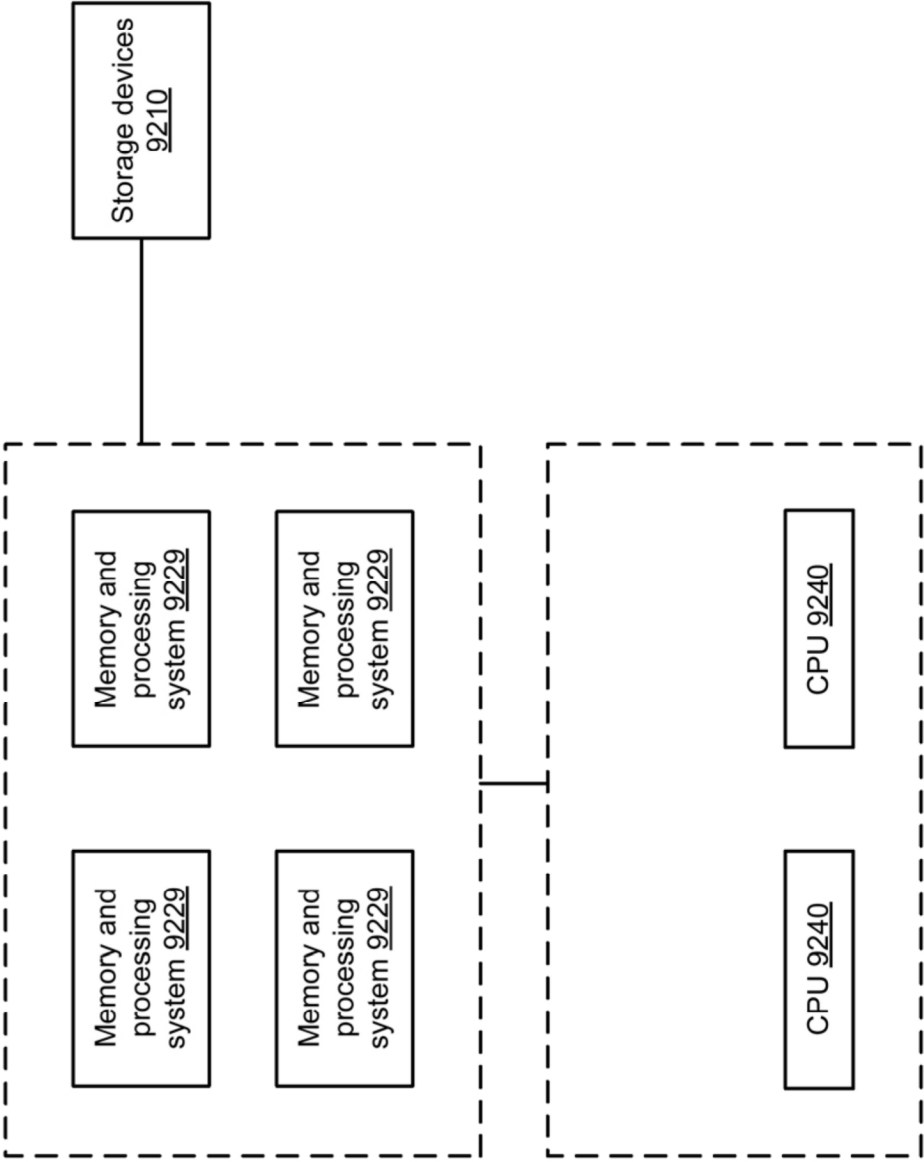 Memory and
processing
system 9229
Memory and
processing
system 9229
Storage devices
9210
Memory and
processing
system 9229
Memory and
processing
system 9229
CPU 9240
CPU 9240